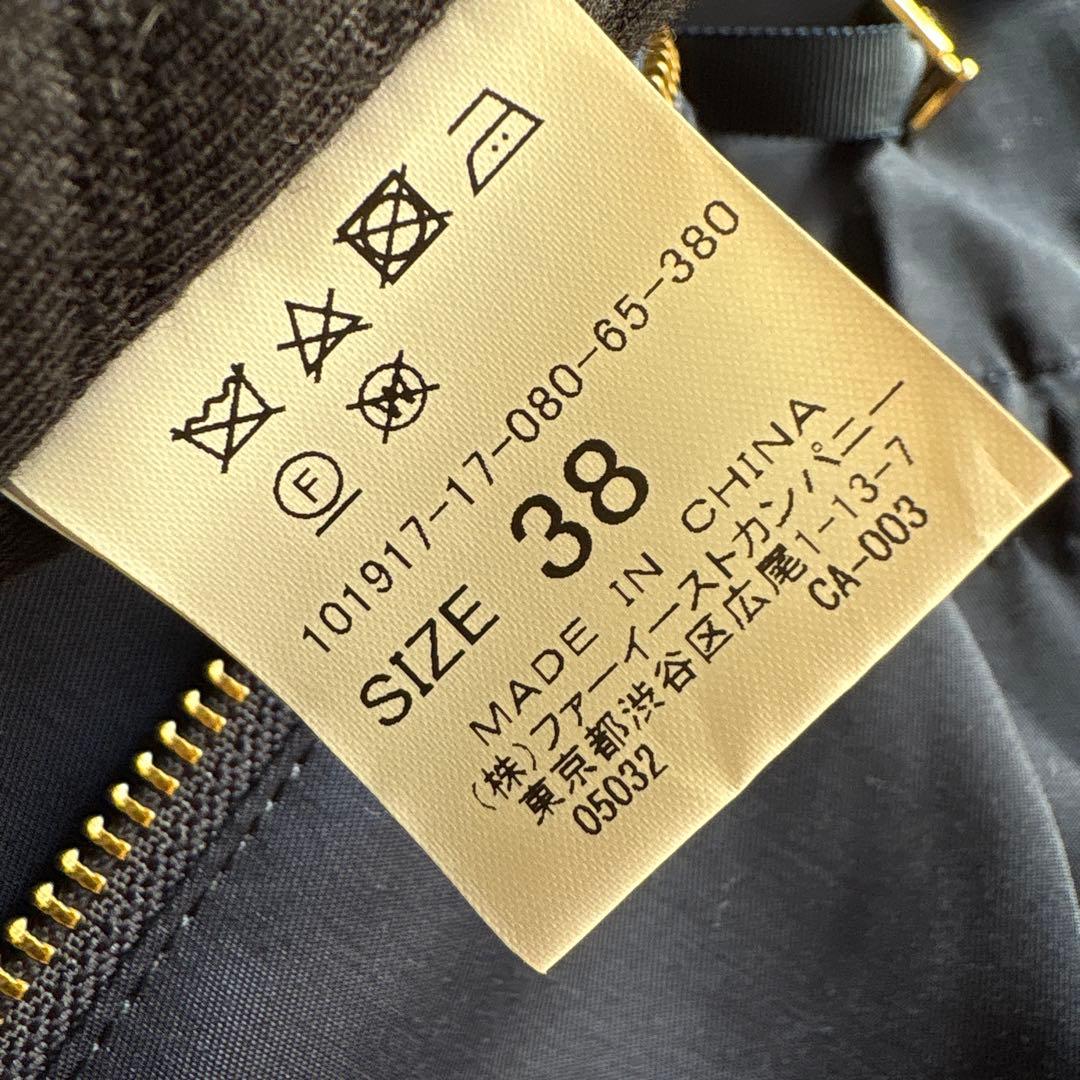 F
W
101917-17-080-65-380
SIZE 38
MADE IN CHINA
(株)ファーイーストカンパニー
東京都渋谷区広尾1-13-7
05032 CA-003